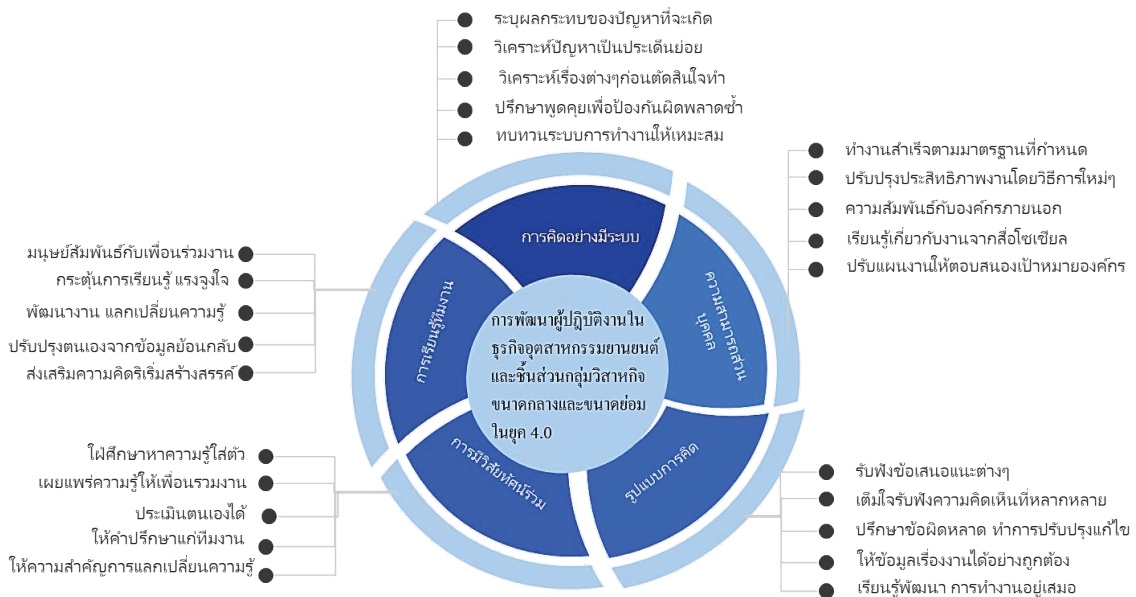 ระบุผลกระทบของปัญหาที่จะเกิด
วิเคราะห์ปัญหาเป็นประเด็นย่อย
วิเคราะห์เรื่องต่างๆก่อนตัดสินใจทำ
ปรึกษาพูดคุยเพื่อป้องกันผิดพลาดซ้ำ
ทบทวนระบบการทำงานให้เหมะสม
ทำงานสำเร็จตามมาตรฐานที่กำหนด
ปรับปรุงประสิทธิภาพงานโดยวิธีการใหม่ๆ
ความสัมพันธ์กับองค์กรภายนอก
เรียนรู้เกี่ยวกับงานจากสื่อโซเชียล
ปรับแผนงานให้ตอบสนองเป้าหมายองค์กร
มนุษย์สัมพันธ์กับเพื่อนร่วมงาน
กระตุ้นการเรียนรู้ แรงจูงใจ
พัฒนางาน แลกเปลี่ยนความรู้
ปรับปรุงตนเองจากข้อมูลย้อนกลับ
ส่งเสริมความคิดริเริ่มสร้างสรรค์
การคิดอย่างมีระบบ
ความสามารถส่วน
บุคคล
การเรียนรู้ทีมงาน
การพัฒนาผู้ปฏิบัติงานใน
ธุรกิจอุตสาหกรรมยานยนต์
และชิ้นส่วนกลุ่มวิสาหกิจ
ขนาดกลางและขนาดย่อม
ในยุค 4.0
การมีวิสัยทัศน์ร่วม
รูปแบบการคิด
ใฝ่ศึกษาหาความรู้ใส่ตัว
เผยแพร่ความรู้ให้เพื่อนรวมงาน
ประเมินตนเองได้
ให้คำปรึกษาแก่ทีมงาน
ให้ความสำคัญการแลกเปลี่ยนความรู้
รับฟังข้อเสนอแนะต่างๆ
เต็มใจรับฟังความคิดเห็นที่หลากหลาย
ปรึกษาข้อผิดหลาด ทำการปรับปรุงแก้ไข
ให้ข้อมูลเรื่องงานได้อย่างถูกต้อง
เรียนรู้พัฒนา การทำงานอยู่เสมอ